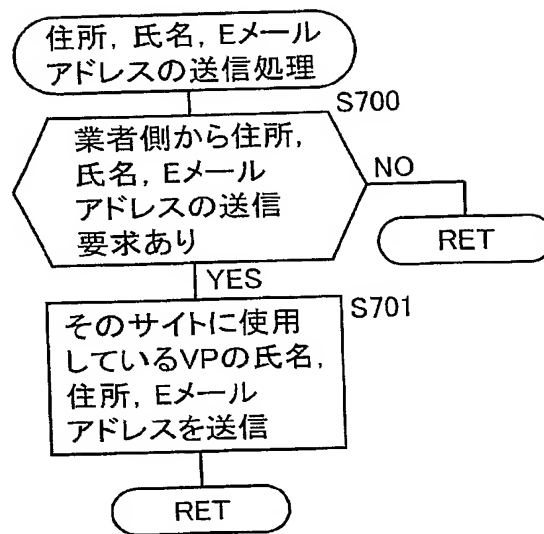 住所, 氏名, Eメール
アドレスの送信処理
S700
業者側から住所,
氏名, Eメール
アドレスの送信
要求あり
NO
RET
YES
S701
そのサイトに使用
しているVPの氏名,
住所, Eメール
アドレスを送信
RET